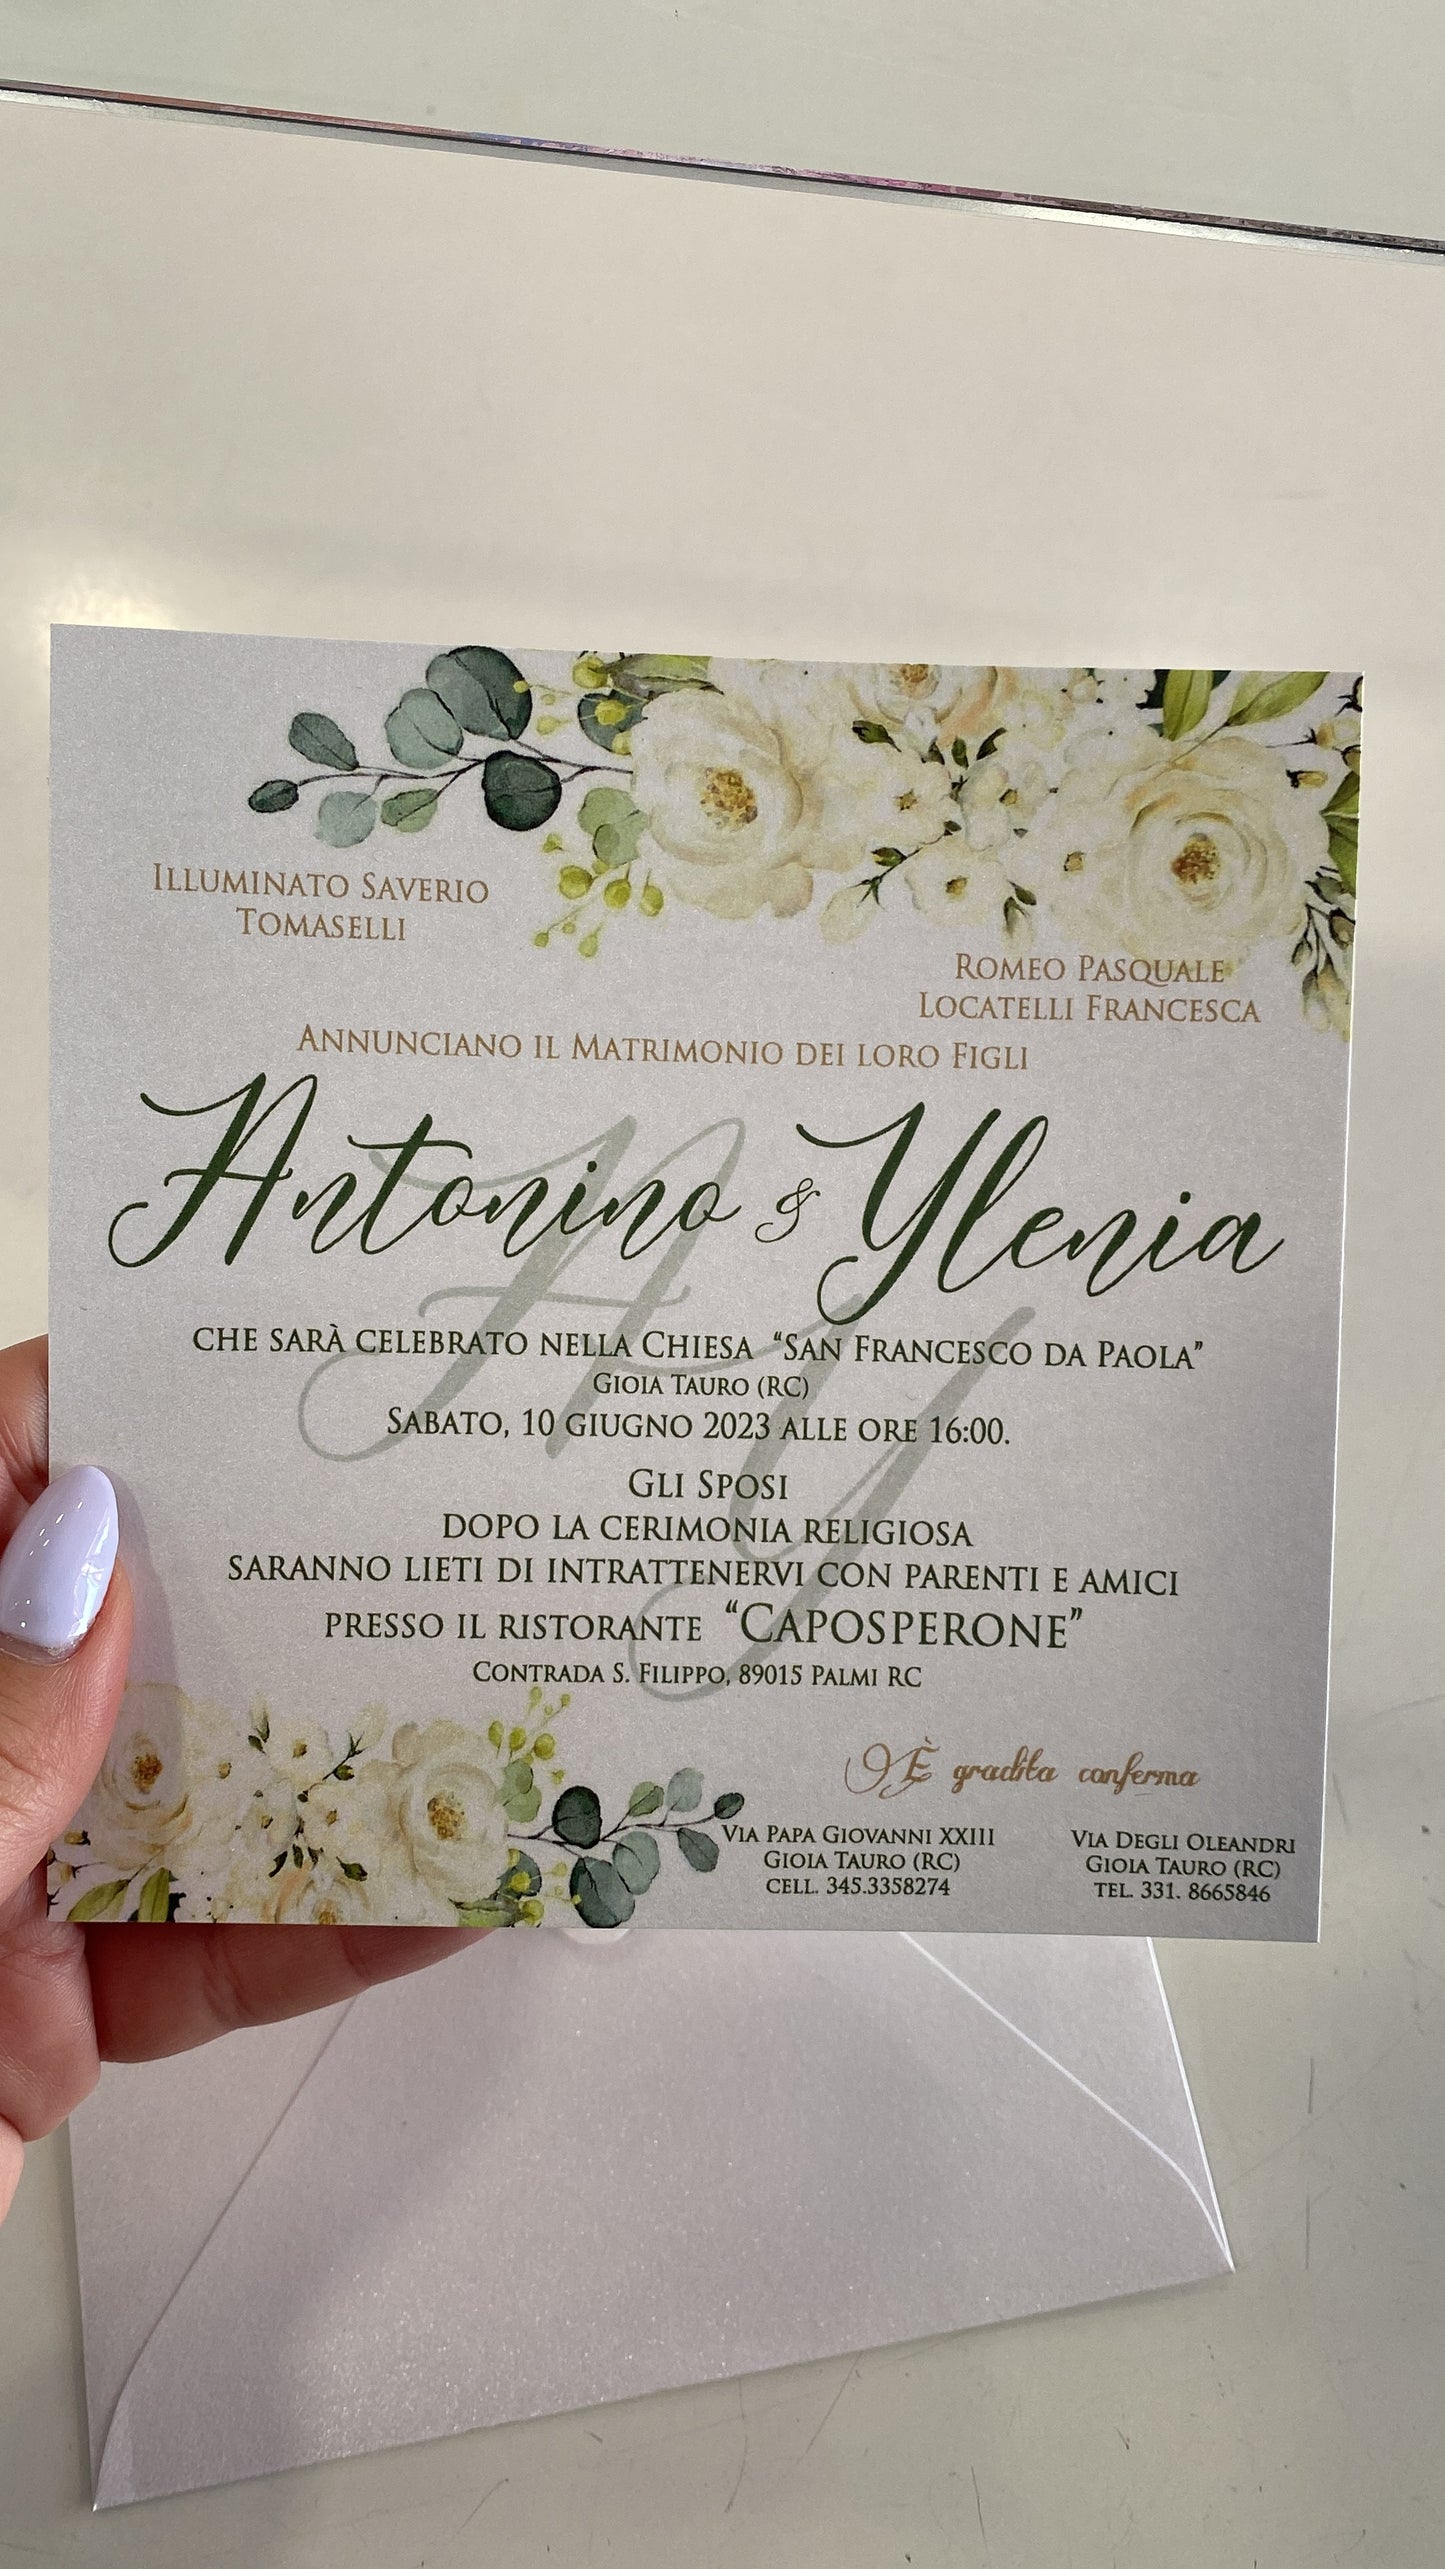 Illuminato Saverio
Tomaselli
Romeo Pasquale
Locatelli Francesca
Annunciano il Matrimonio dei loro Figli
Antonino & Ylenia
A
Y
che sarà celebrato nella Chiesa “San Francesco da Paola”
Gioia Tauro (RC)
Sabato, 10 giugno 2023 alle ore 16:00.
Gli Sposi
dopo la cerimonia religiosa
saranno lieti di intrattenervi con parenti e amici
presso il ristorante “Caposperone”
Contrada S. Filippo, 89015 Palmi RC
È gradita conferma
Via Papa Giovanni XXIII
Gioia Tauro (RC)
cell. 345.3358274
Via Degli Oleandri
Gioia Tauro (RC)
tel. 331. 8665846